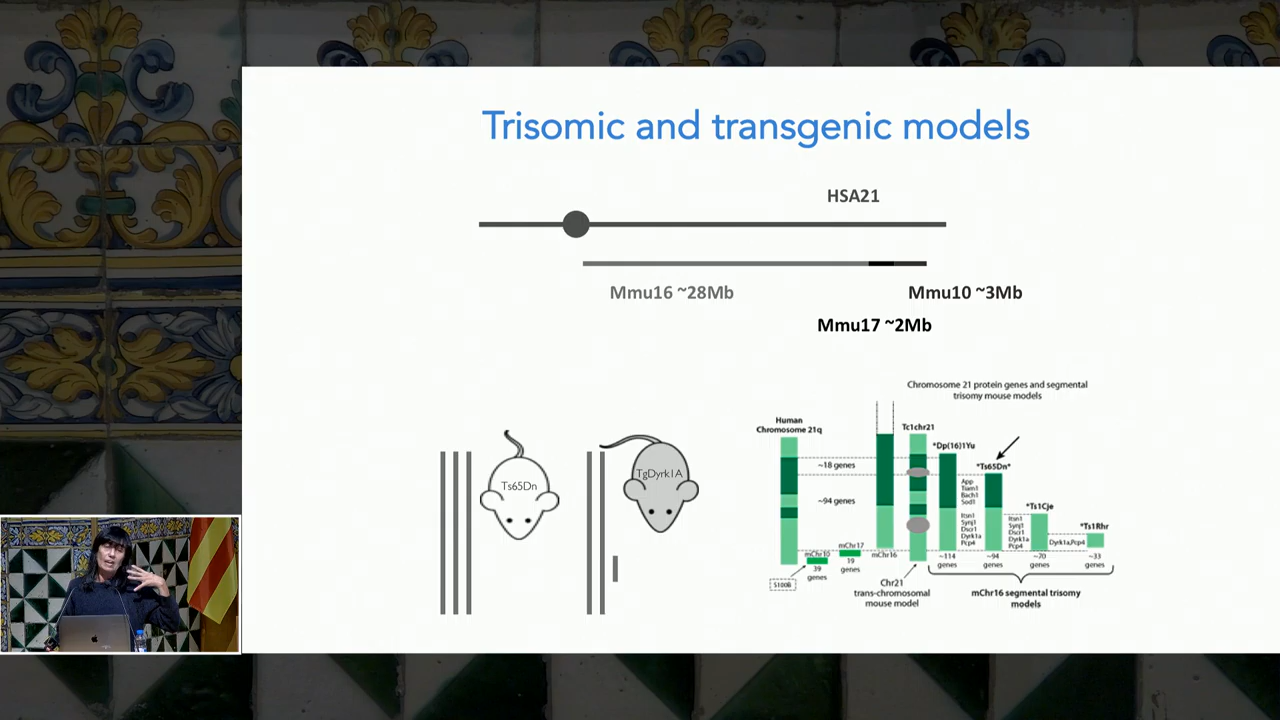 Trisomic and transgenic models
HSA21
Mmu16 ~28Mb
Mmu10 ~3Mb
Mmu17 ~2Mb
Chromosome 21 protein genes and segmental
trisomy mouse models
Human
Chromosome 21q
Tc1chr21
*Dp(16)1Yu
*Ts65Dn*
*Ts1Cje
*Ts1Rhr
~18 genes
~94 genes
App
Tiam1
Bach1
Sod1
Itsn1
Synj1
Dscr1
Dyrk1a
Pcp4
Itsn1
Synj1
Dscr1
Dyrk1a
Pcp4
Dyrk1a,Pcp4
mChr10
39
genes
mChr17
19
genes
mChr16
~114
genes
~94
genes
~70
genes
~33
genes
S100B
Chr21
trans-chromosomal
mouse model
mChr16 segmental trisomy
models
Ts65Dn
TgDyrk1A